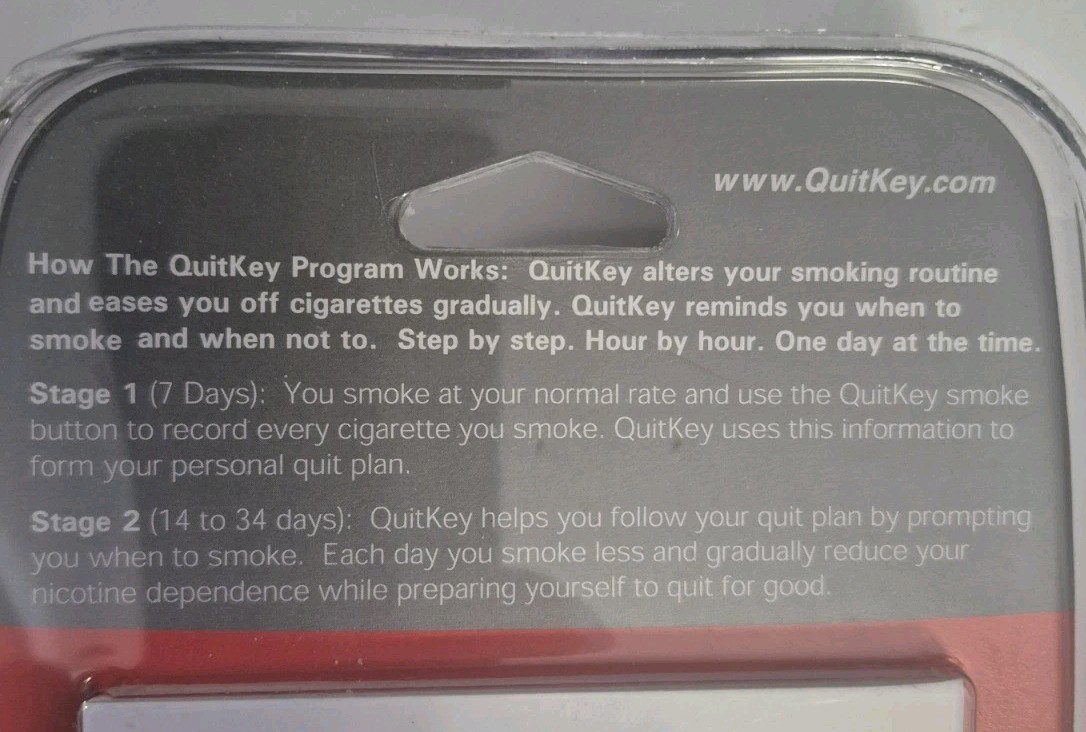 www.QuitKey.com
How The QuitKey Program Works: QuitKey alters your smoking routine
and eases you off cigarettes gradually. QuitKey reminds you when to
smoke and when not to. Step by step. Hour by hour. One day at the time.
Stage 1 (7 Days): You smoke at your normal rate and use the QuitKey smoke
button to record every cigarette you smoke. QuitKey uses this information to
form your personal quit plan.
Stage 2 (14 to 34 days): QuitKey helps you follow your quit plan by prompting
you when to smoke. Each day you smoke less and gradually reduce your
nicotine dependence while preparing yourself to quit for good.